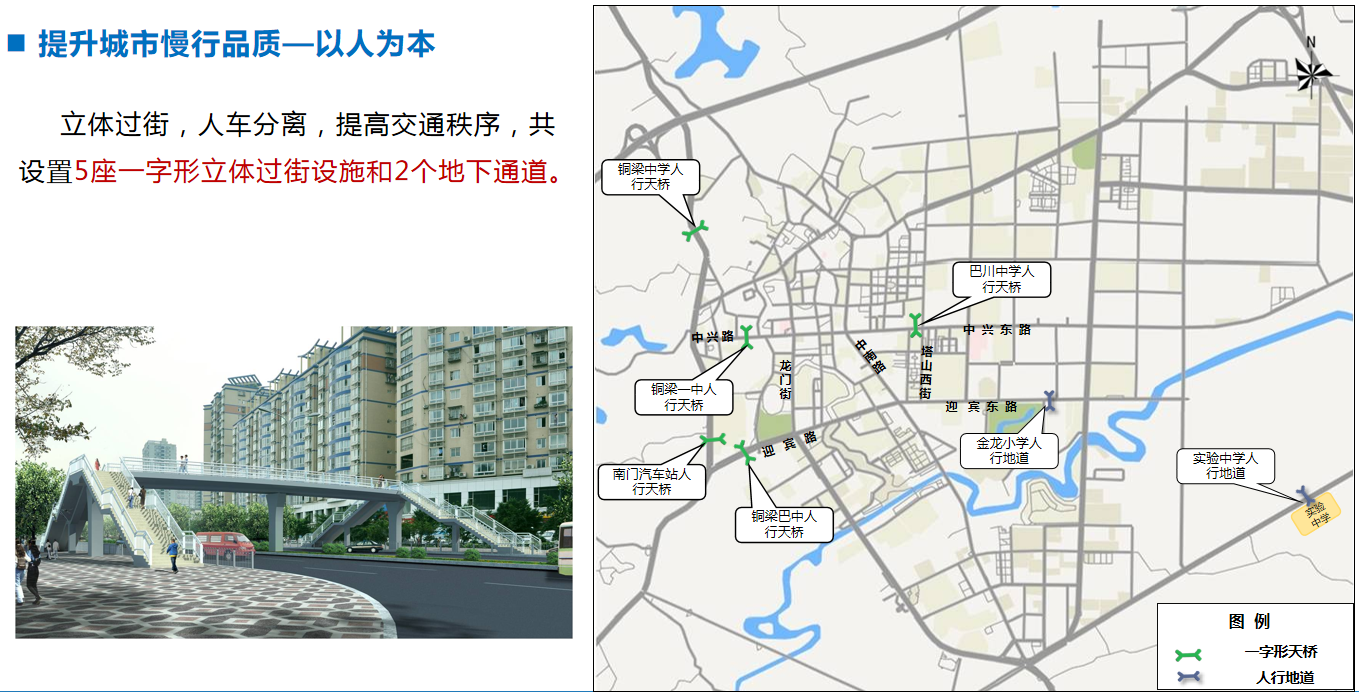 提升城市慢行品质—以人为本
立体过街，人车分离，提高交通秩序，共
设置5座一字形立体过街设施和2个地下通道。
N
铜梁中学人
行天桥
巴川中学人
行天桥
中兴路
中兴东路
中南路
塔山西街
龙门街
铜梁一中人
行天桥
迎宾东路
迎宾路
金龙小学人
行地道
南门汽车站人
行天桥
实验中学人
行地道
实验
中学
铜梁巴中人
行天桥
图 例
一字形天桥
人行地道